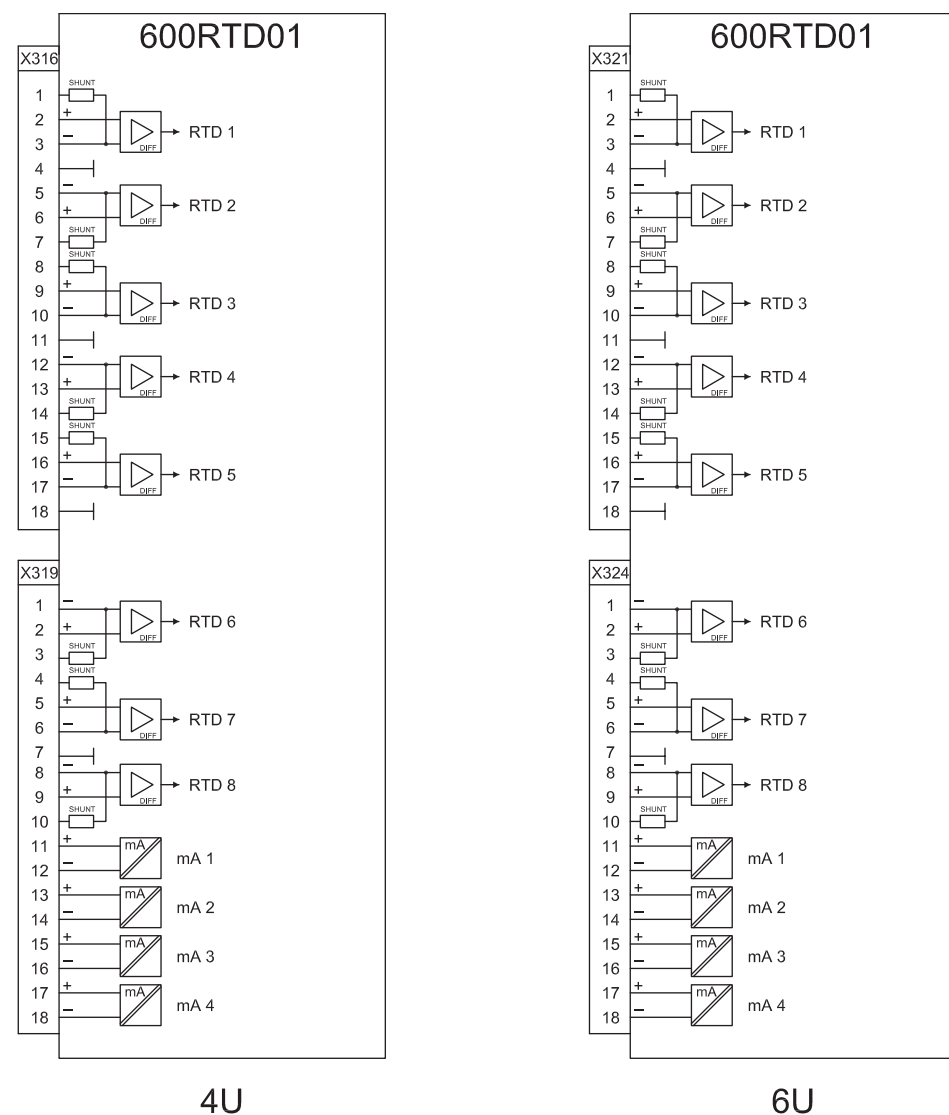 600RTD01
X316
SHUNT
1
+
2
− RTD 1
3
DIFF
4
−
5
+ RTD 2
6
DIFF
7
SHUNT
SHUNT
8
+
9
− RTD 3
10
DIFF
11
−
12
+ RTD 4
13
DIFF
SHUNT
14
SHUNT
15
+
16
− RTD 5
17
DIFF
18
X319
−
1
+ RTD 6
2
DIFF
SHUNT
3
SHUNT
4
+
5
− RTD 7
6
DIFF
7
−
8
+ RTD 8
9
DIFF
SHUNT
10
+
11 mA
− mA 1
12
+
13 mA
− mA 2
14
+
15 mA
− mA 3
16
+
17 mA
− mA 4
18
4U
600RTD01
X321
SHUNT
1
+
2
− RTD 1
3
DIFF
4
−
5
+ RTD 2
6
DIFF
7
SHUNT
SHUNT
8
+
9
− RTD 3
10
DIFF
11
−
12
+ RTD 4
13
DIFF
SHUNT
14
SHUNT
15
+
16
− RTD 5
17
DIFF
18
X324
−
1
+ RTD 6
2
DIFF
SHUNT
3
SHUNT
4
+
5
− RTD 7
6
DIFF
7
−
8
+ RTD 8
9
DIFF
SHUNT
10
+
11 mA
− mA 1
12
+
13 mA
− mA 2
14
+
15 mA
− mA 3
16
+
17 mA
− mA 4
18
6U